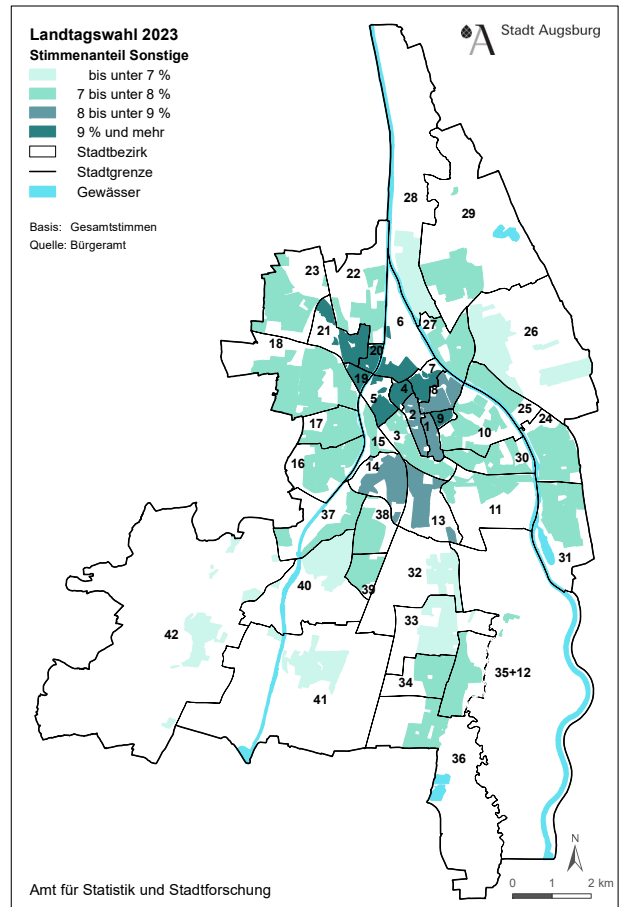 Landtagswahl 2023
Stimmenanteil Sonstige
bis unter 7 %
7 bis unter 8 %
8 bis unter 9 %
9 % und mehr
Stadtbezirk
Stadtgrenze
Gewässer
Basis: Gesamtstimmen
Quelle: Bürgeramt
A Stadt Augsburg
28
29
23
22
6
27
26
21
18
20
7
19
8
4
5
2
9
25
24
17
1
10
3
15
30
16
14
37
38
13
11
31
32
39
40
33
42
34
35+12
41
36
N
0 1 2 km
Amt für Statistik und Stadtforschung